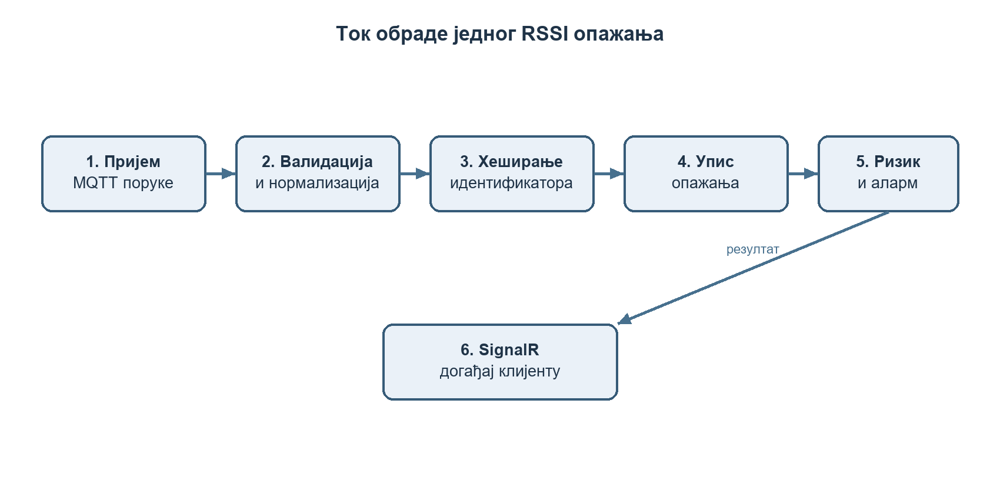 Ток обраде једног RSSI опажања
1. Пријем
MQTT поруке
2. Валидација
и нормализација
3. Хеширање
идентификатора
4. Упис
опажања
5. Ризик
и аларм
резултат
6. SignalR
догађај клијенту